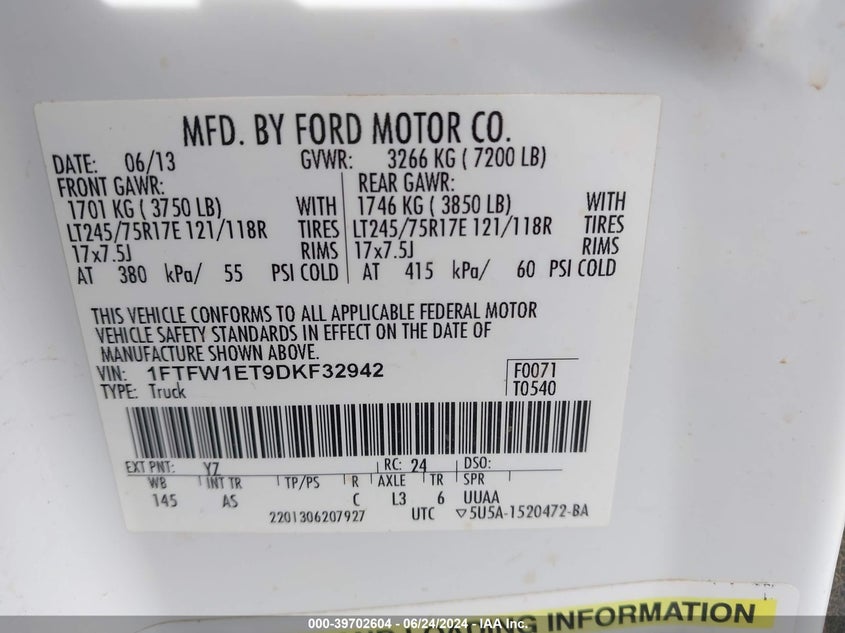 MFD. BY FORD MOTOR CO.
DATE: 06/13 GVWR: 3266 KG ( 7200 LB)
FRONT GAWR: REAR GAWR:
1701 KG ( 3750 LB) WITH 1746 KG ( 3850 LB) WITH
LT245/75R17E 121/118R TIRES LT245/75R17E 121/118R TIRES
17x7.5J RIMS 17x7.5J RIMS
AT 380 kPa/ 55 PSI COLD AT 415 kPa/ 60 PSI COLD
THIS VEHICLE CONFORMS TO ALL APPLICABLE FEDERAL MOTOR
VEHICLE SAFETY STANDARDS IN EFFECT ON THE DATE OF
MANUFACTURE SHOWN ABOVE.
VIN: 1FTFW1ET9DKF32942 F0071
TYPE: Truck T0540
EXT PNT: YZ RC: 24 DSO:
WB INT TR TP/PS R AXLE TR SPR
145 AS C L3 6 UUAA
2201306207927 UTC ▽5U5A-1520472-BA
LOADING INFORMATION
000-39702604 - 06/24/2024 - IAA, Inc.